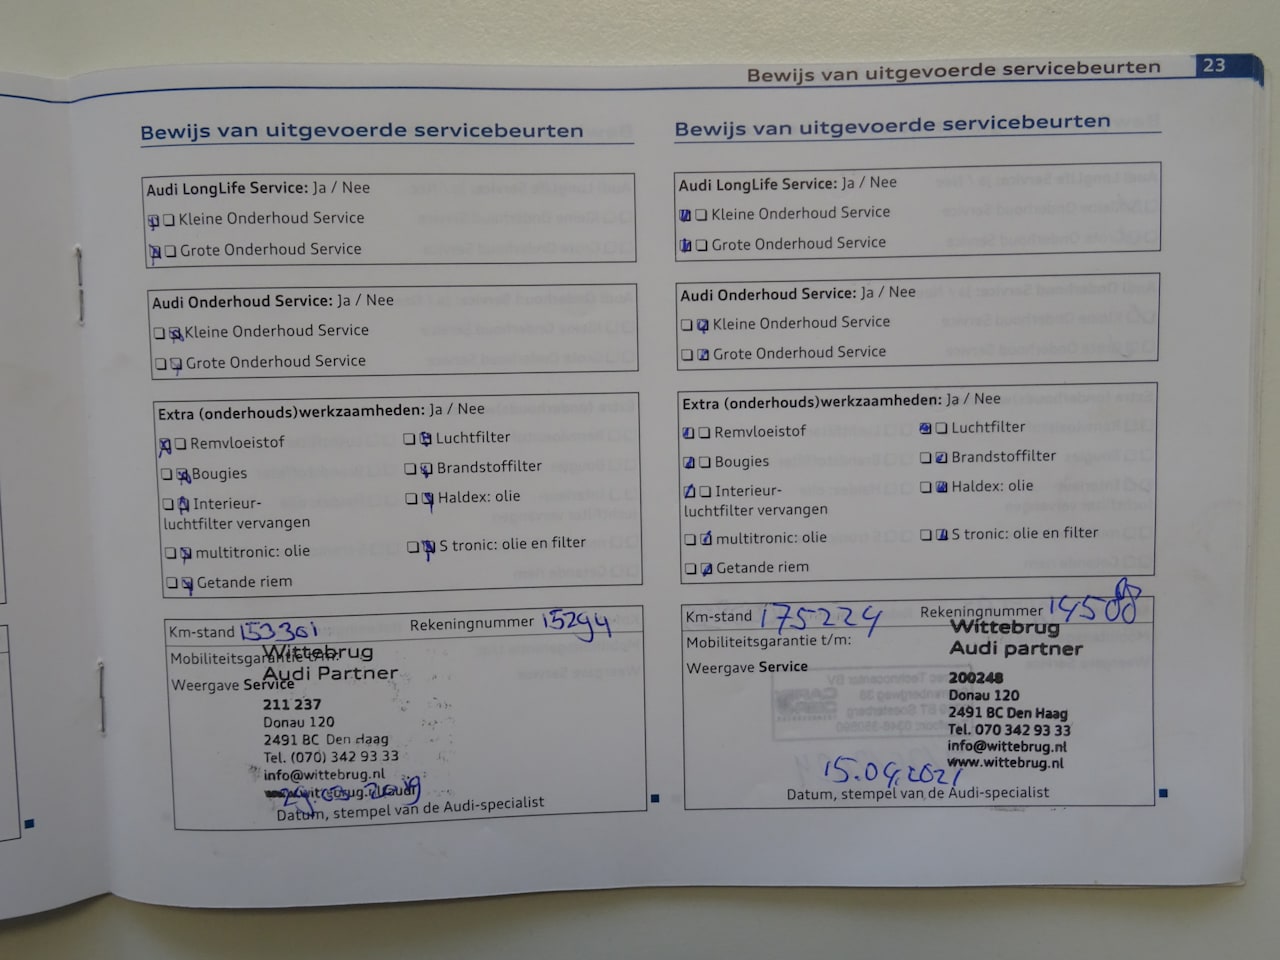 Bewijs van uitgevoerde servicebeurten 23
Bewijs van uitgevoerde servicebeurten
Audi LongLife Service: Ja / Nee
Kleine Onderhoud Service
Grote Onderhoud Service
Audi Onderhoud Service: Ja / Nee
Kleine Onderhoud Service
Grote Onderhoud Service
Extra (onderhouds)werkzaamheden: Ja / Nee
Remvloeistof
Luchtfilter
Bougies
Brandstoffilter
Interieur-
luchtfilter vervangen
Haldex: olie
multitronic: olie
S tronic: olie en filter
Getande riem
Km-stand 153301
Rekeningnummer 15294
Mobiliteitsgarantie t/m:
Weergave Service
Wittebrug
Audi Partner
211 237
Donau 120
2491 BC Den Haag
Tel. (070) 342 93 33
info@wittebrug.nl
Datum, stempel van de Audi-specialist
Bewijs van uitgevoerde servicebeurten
Audi LongLife Service: Ja / Nee
Kleine Onderhoud Service
Grote Onderhoud Service
Audi Onderhoud Service: Ja / Nee
Kleine Onderhoud Service
Grote Onderhoud Service
Extra (onderhouds)werkzaamheden: Ja / Nee
Remvloeistof
Luchtfilter
Bougies
Brandstoffilter
Interieur-
luchtfilter vervangen
Haldex: olie
multitronic: olie
S tronic: olie en filter
Getande riem
Km-stand 175224
Rekeningnummer
Mobiliteitsgarantie t/m:
Weergave Service
Wittebrug
Audi partner
200248
Donau 120
2491 BC Den Haag
Tel. 070 342 93 33
info@wittebrug.nl
www.wittebrug.nl
15.04.2021
Datum, stempel van de Audi-specialist